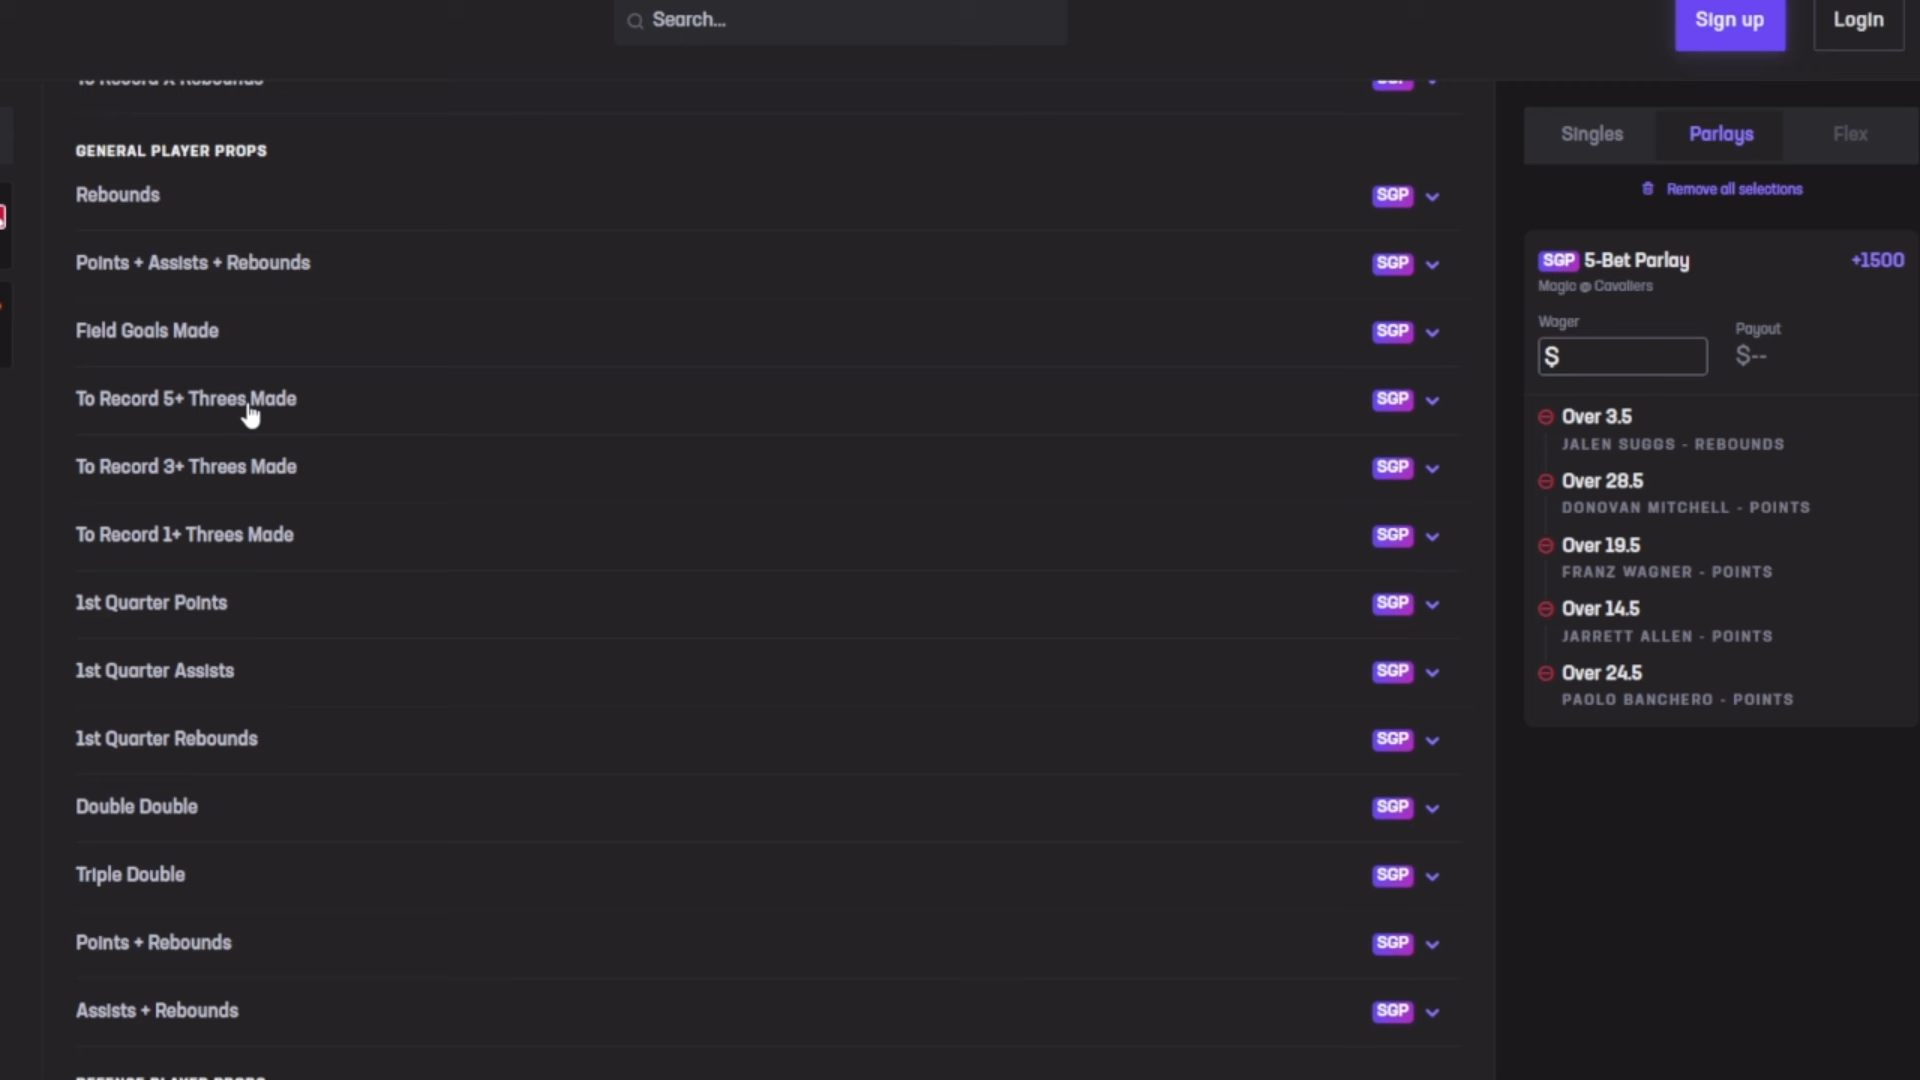 Search...
Sign up
Login
To Record X Rebounds
GENERAL PLAYER PROPS
Rebounds
SGP
Points + Assists + Rebounds
SGP
Field Goals Made
SGP
To Record 5+ Threes Made
SGP
To Record 3+ Threes Made
SGP
To Record 1+ Threes Made
SGP
1st Quarter Points
SGP
1st Quarter Assists
SGP
1st Quarter Rebounds
SGP
Double Double
SGP
Triple Double
SGP
Points + Rebounds
SGP
Assists + Rebounds
SGP
Singles
Parlays
Flex
Remove all selections
SGP 5-Bet Parlay +1500
Magic @ Cavaliers
Wager
Payout
$
$--
Over 3.5
JALEN SUGGS - REBOUNDS
Over 28.5
DONOVAN MITCHELL - POINTS
Over 19.5
FRANZ WAGNER - POINTS
Over 14.5
JARRETT ALLEN - POINTS
Over 24.5
PAOLO BANCHERO - POINTS